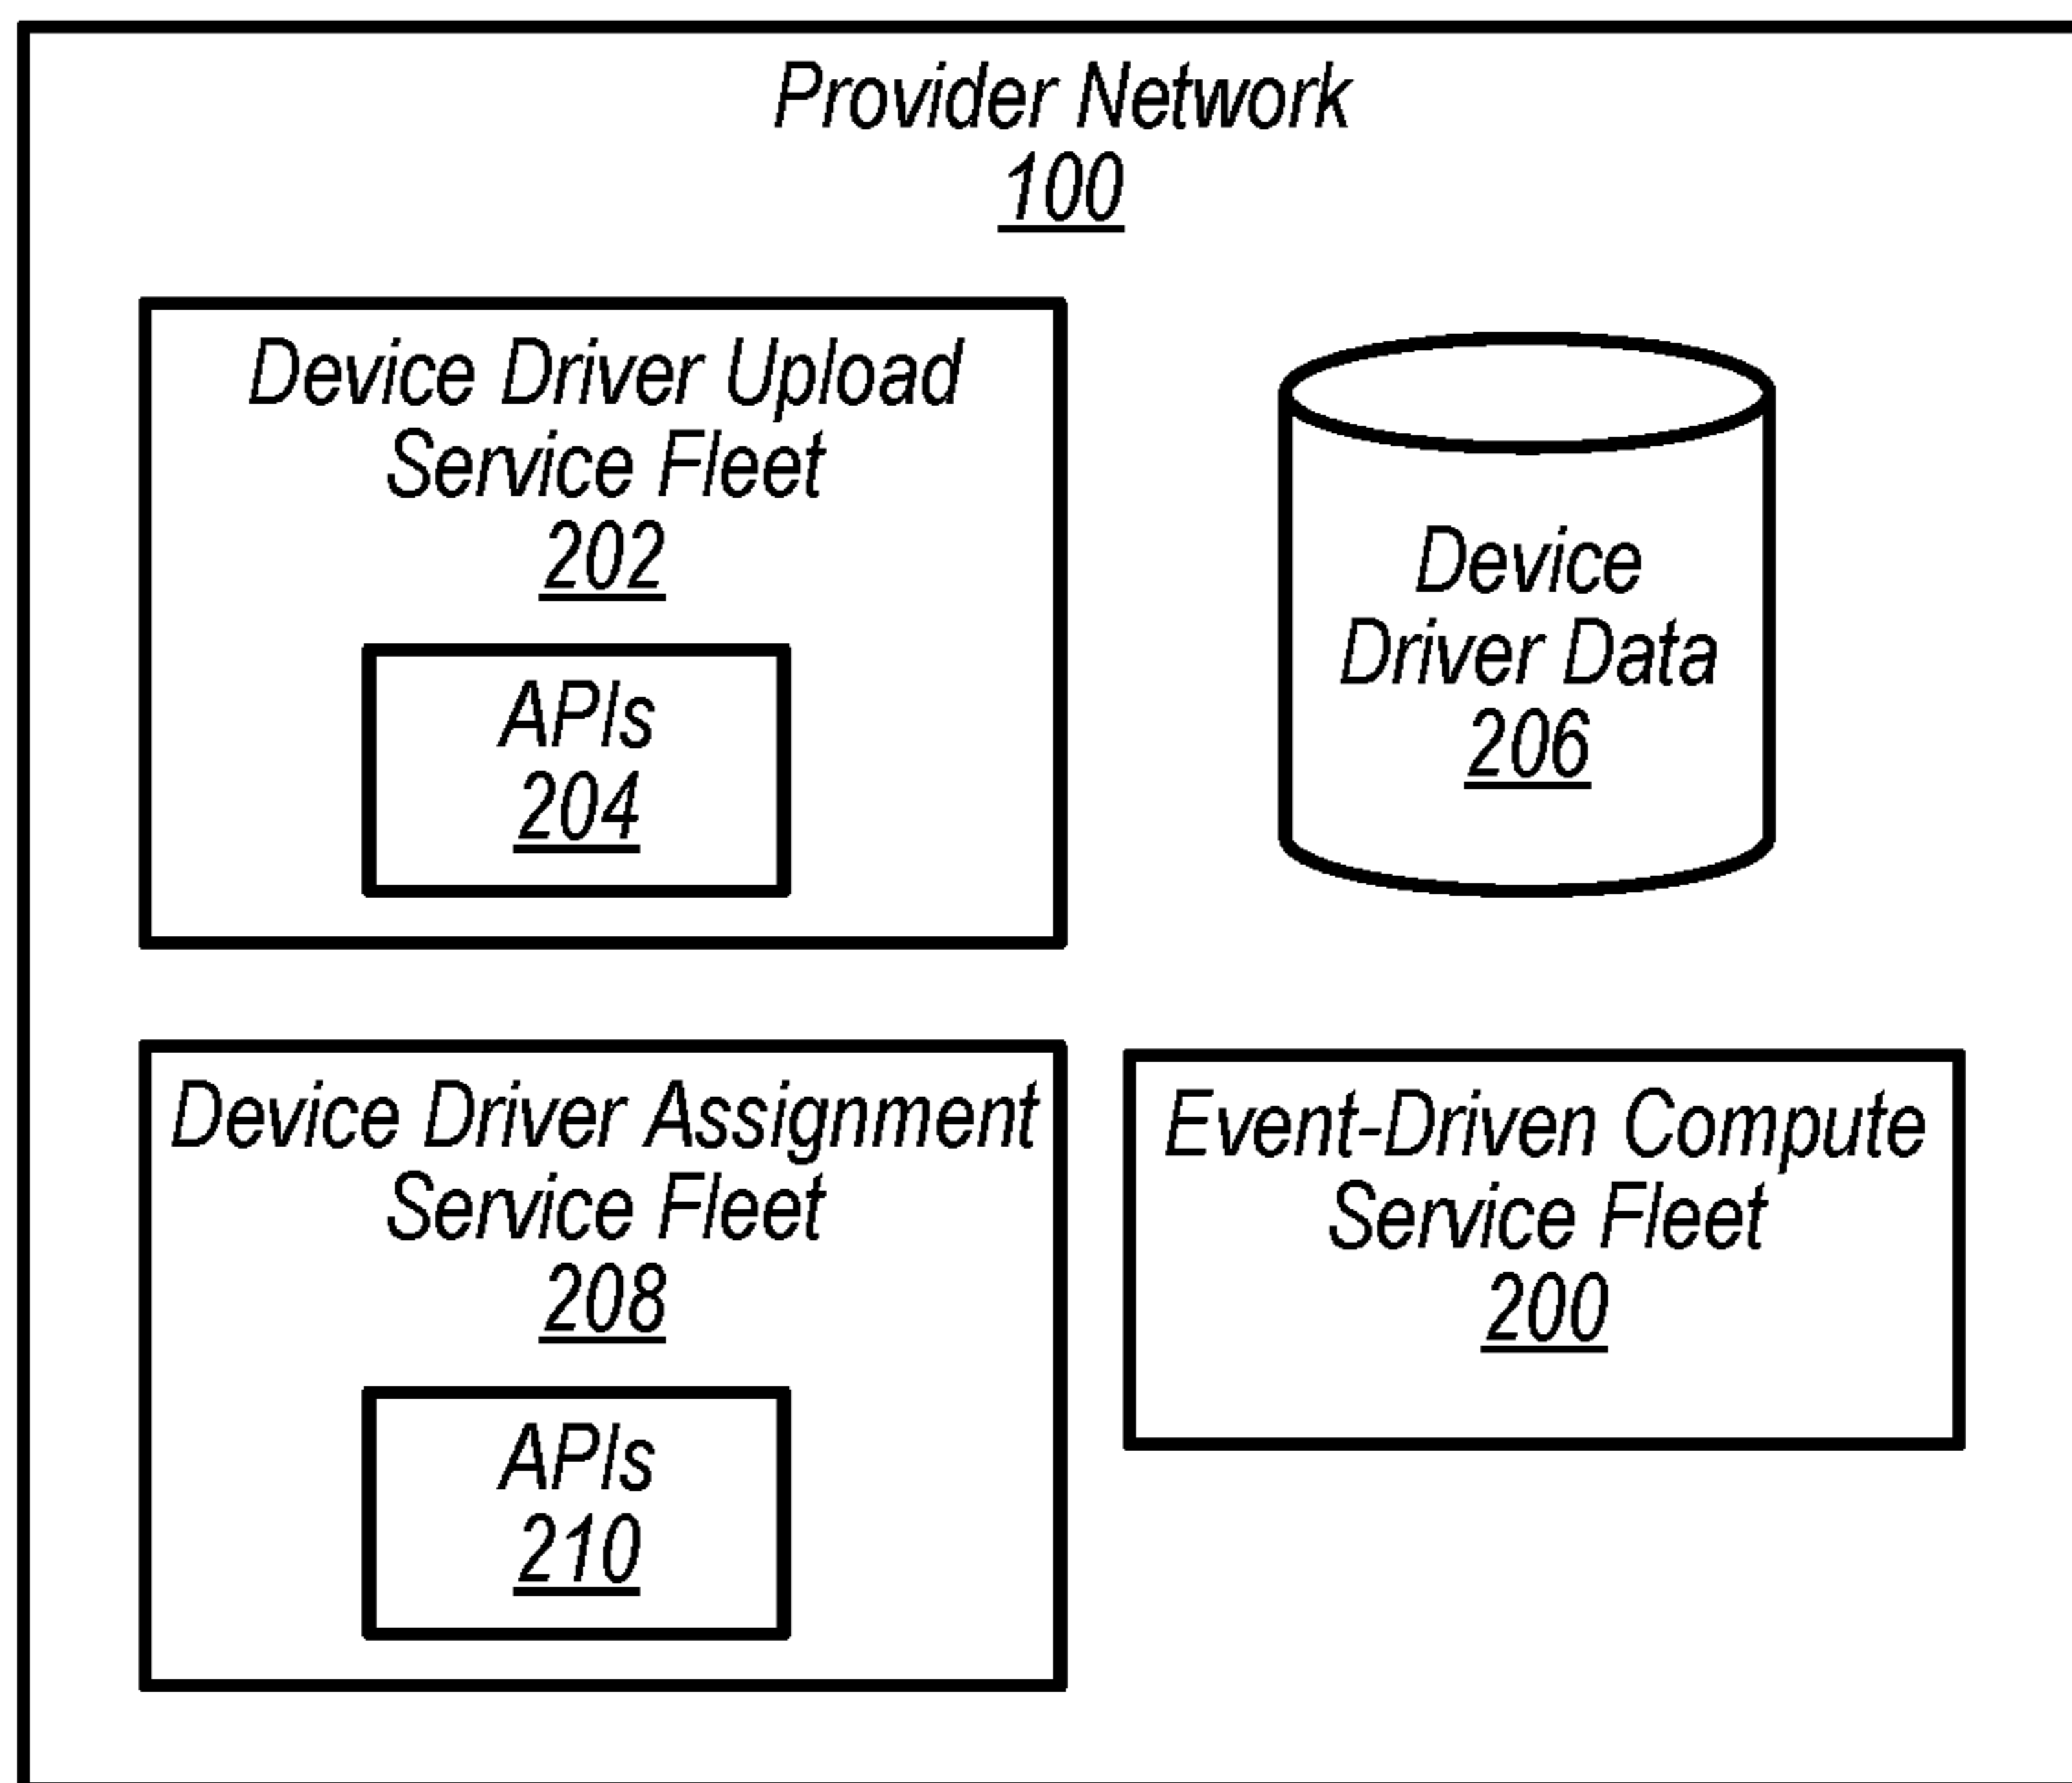 Provider Network
100
Device Driver Upload
Service Fleet
202
APIs
204
Device
Driver Data
206
Device Driver Assignment
Service Fleet
208
APIs
210
Event-Driven Compute
Service Fleet
200